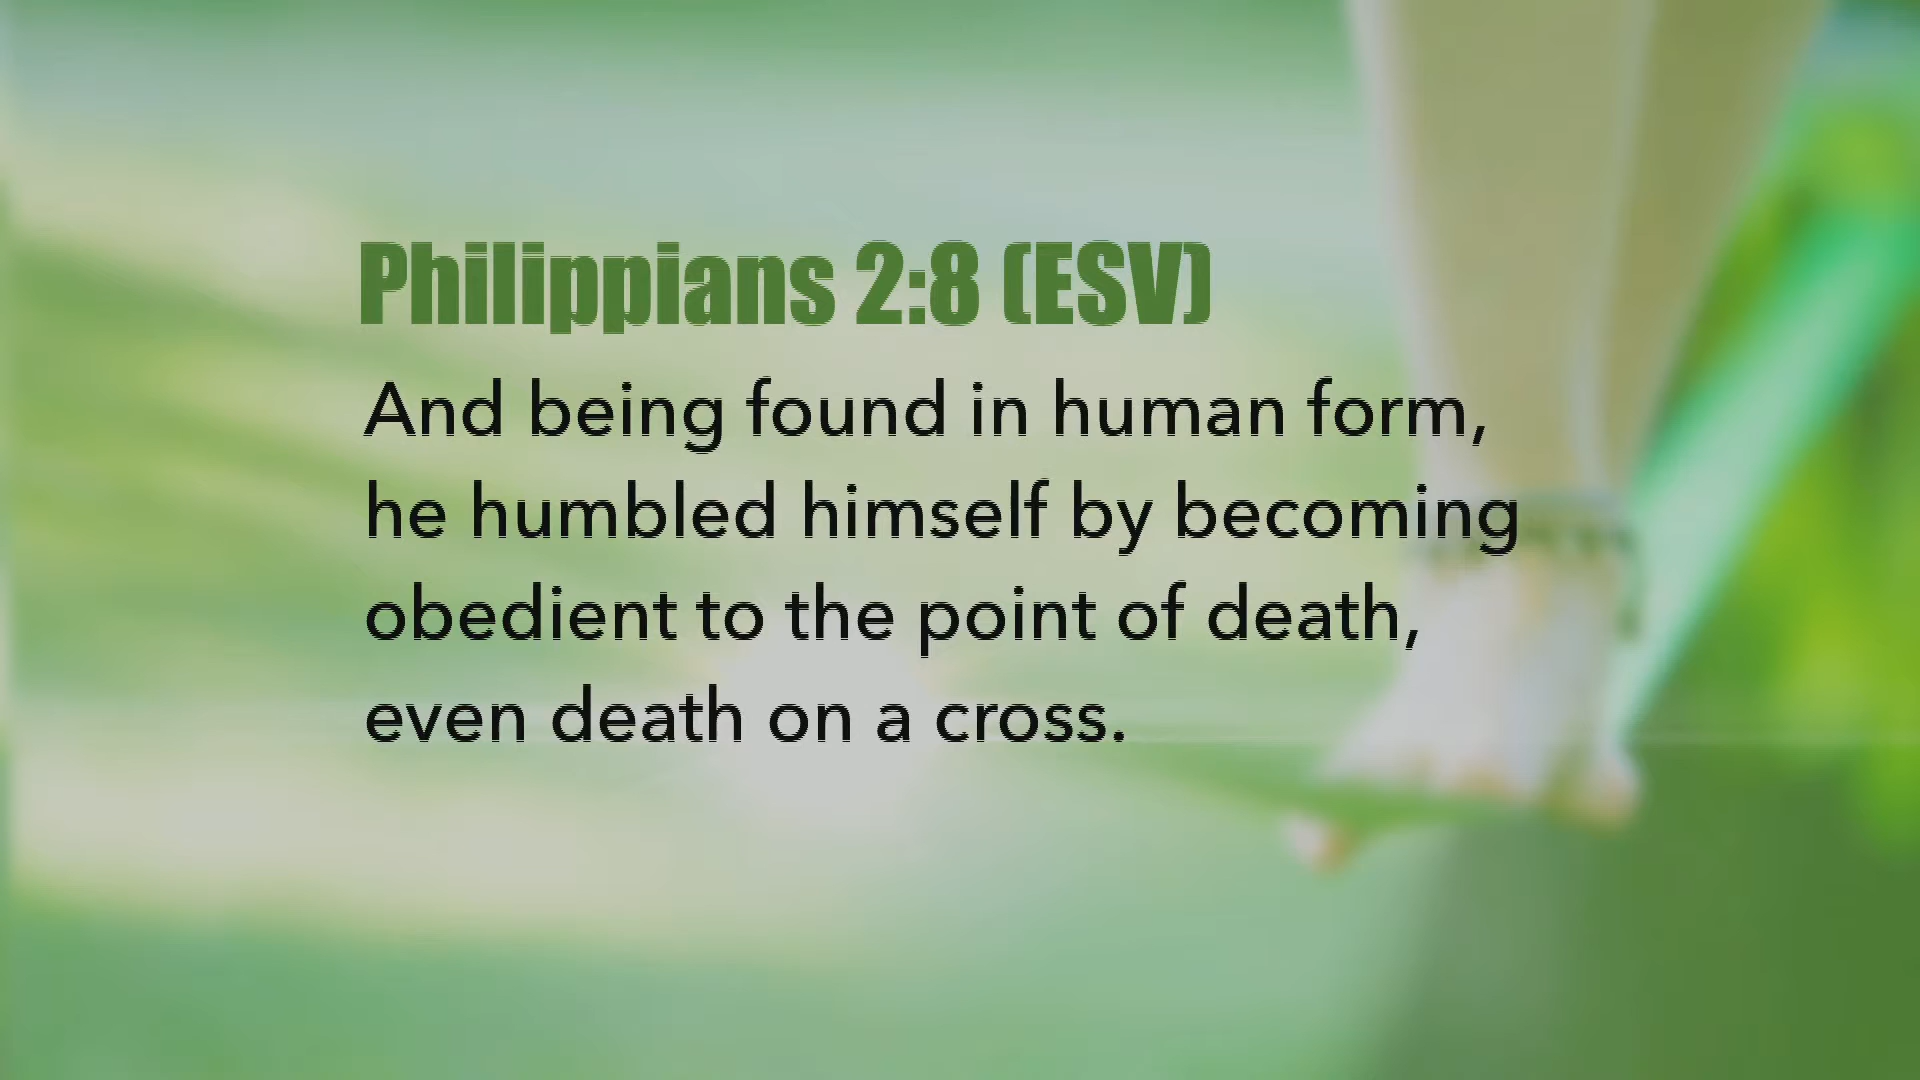 Philippians 2:8 (ESV)
And being found in human form,
he humbled himself by becoming
obedient to the point of death,
even death on a cross.